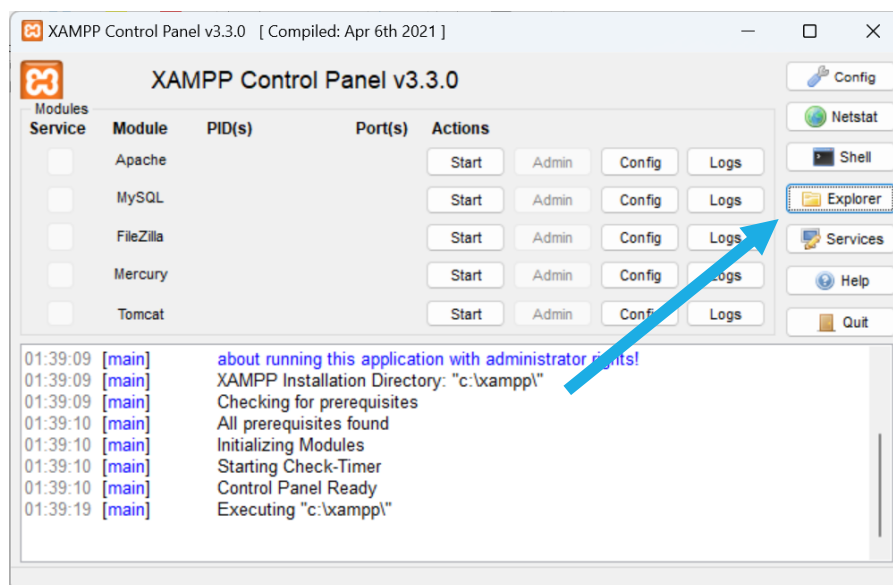 XAMPP Control Panel v3.3.0 [ Compiled: Apr 6th 2021 ]
XAMPP Control Panel v3.3.0
Config
Modules
Netstat
Service Module PID(s) Port(s) Actions
Apache Start Admin Config Logs
Shell
MySQL Start Admin Config Logs
Explorer
FileZilla Start Admin Config Logs
Services
Mercury Start Admin Config Logs
Help
Tomcat Start Admin Config Logs
Quit
01:39:09 [main] about running this application with administrator rights!
01:39:09 [main] XAMPP Installation Directory: "c:\xampp\"
01:39:09 [main] Checking for prerequisites
01:39:10 [main] All prerequisites found
01:39:10 [main] Initializing Modules
01:39:10 [main] Starting Check-Timer
01:39:10 [main] Control Panel Ready
01:39:19 [main] Executing "c:\xampp\"